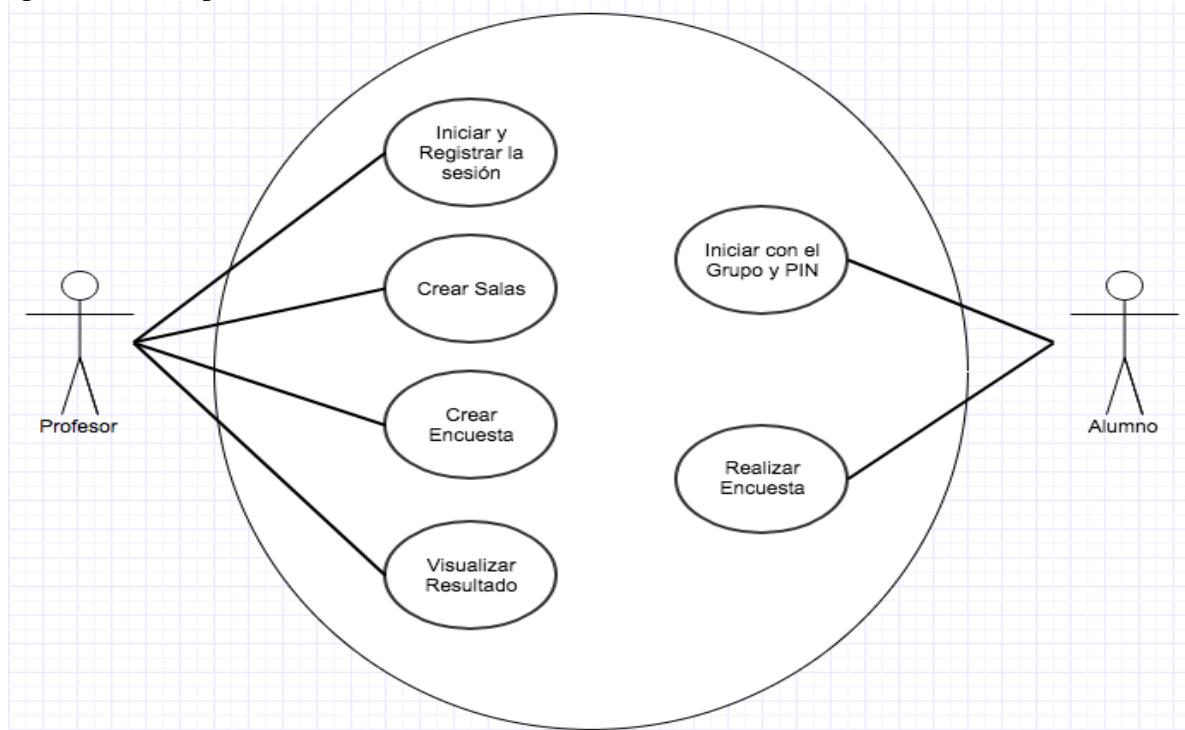 Iniciar y
Registrar la
sesión
Crear Salas
Crear
Encuesta
Visualizar
Resultado
Iniciar con el
Grupo y PIN
Realizar
Encuesta
Profesor
Alumno